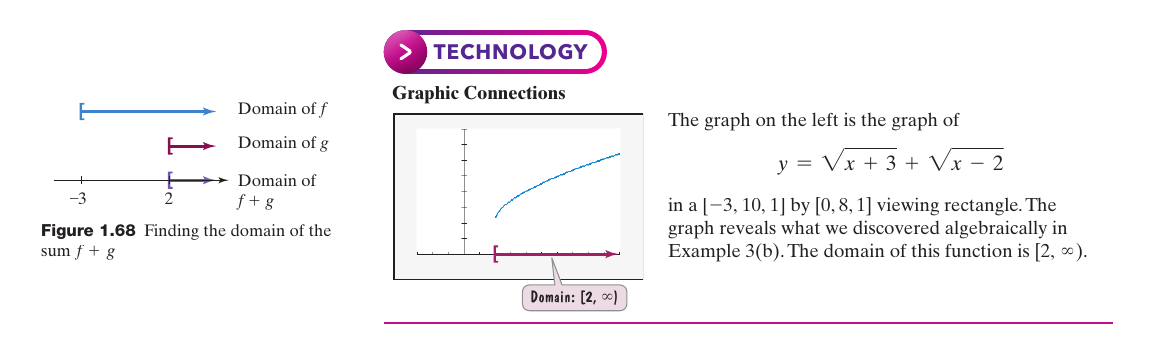 > TECHNOLOGY
Graphic Connections
Domain of f
Domain of g
Domain of
f + g
−3
2
Figure 1.68 Finding the domain of the
sum f + g
Domain: [2, ∞)
The graph on the left is the graph of
y = √x + 3 + √x − 2
in a [−3, 10, 1] by [0, 8, 1] viewing rectangle. The
graph reveals what we discovered algebraically in
Example 3(b). The domain of this function is [2, ∞).